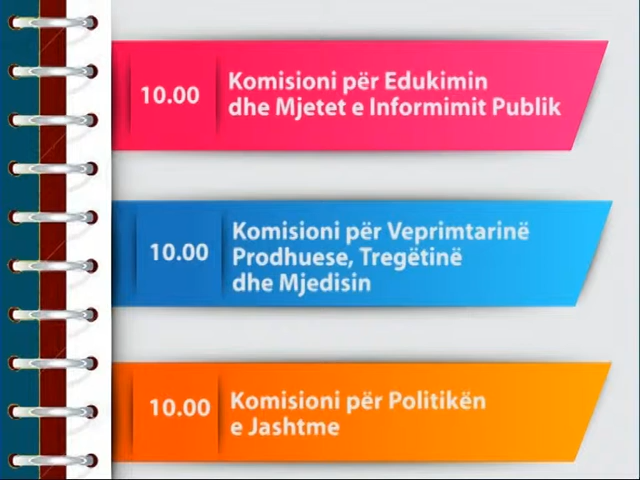 10.00
Komisioni për Edukimin
dhe Mjetet e Informimit Publik
10.00
Komisioni për Veprimtarinë
Prodhuese, Tregëtinë
dhe Mjedisin
10.00
Komisioni për Politikën
e Jashtme